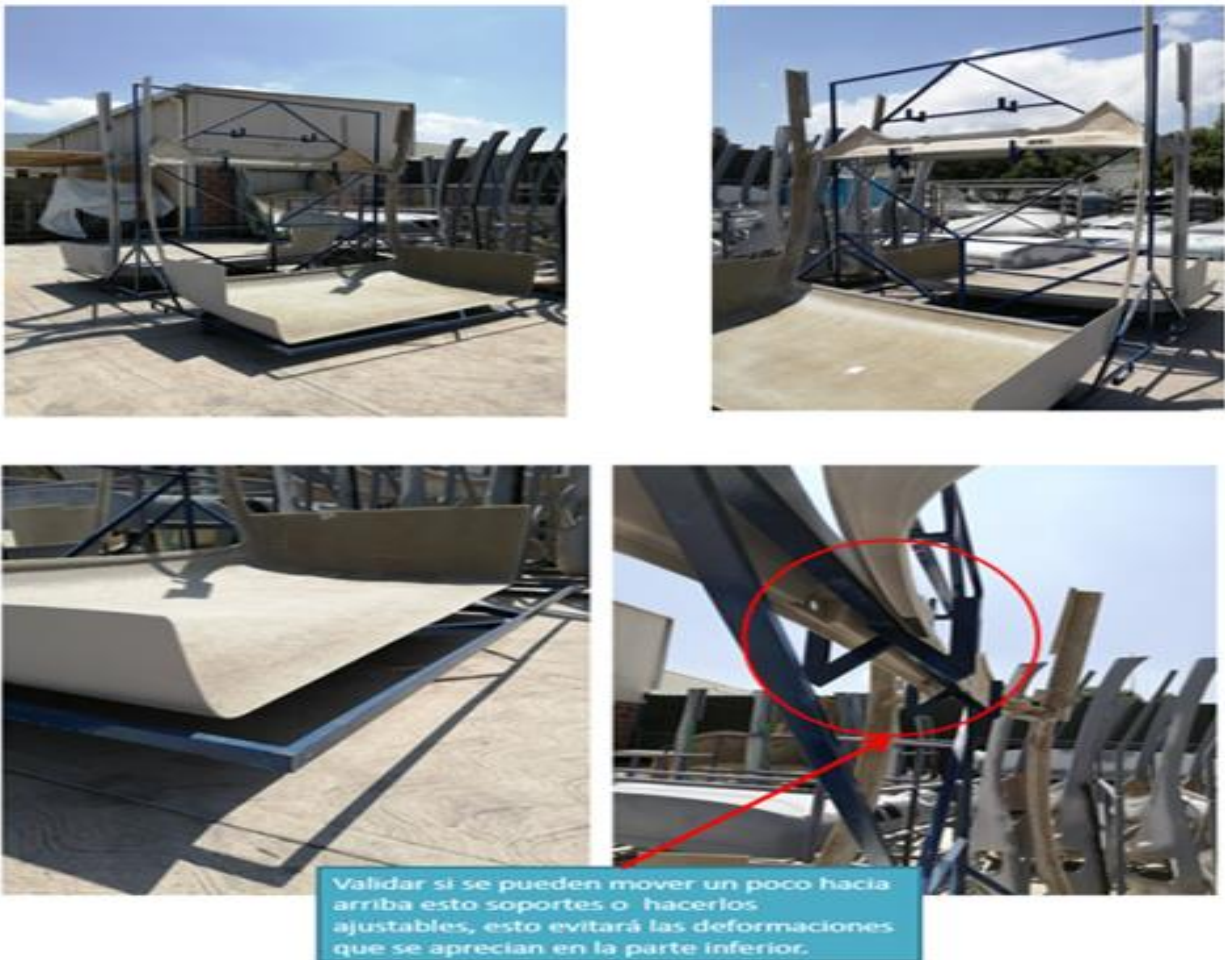 Validar si se pueden mover un poco hacia
arriba esto soportes o hacerlos
ajustables, esto evitará las deformaciones
que se aprecian en la parte inferior.